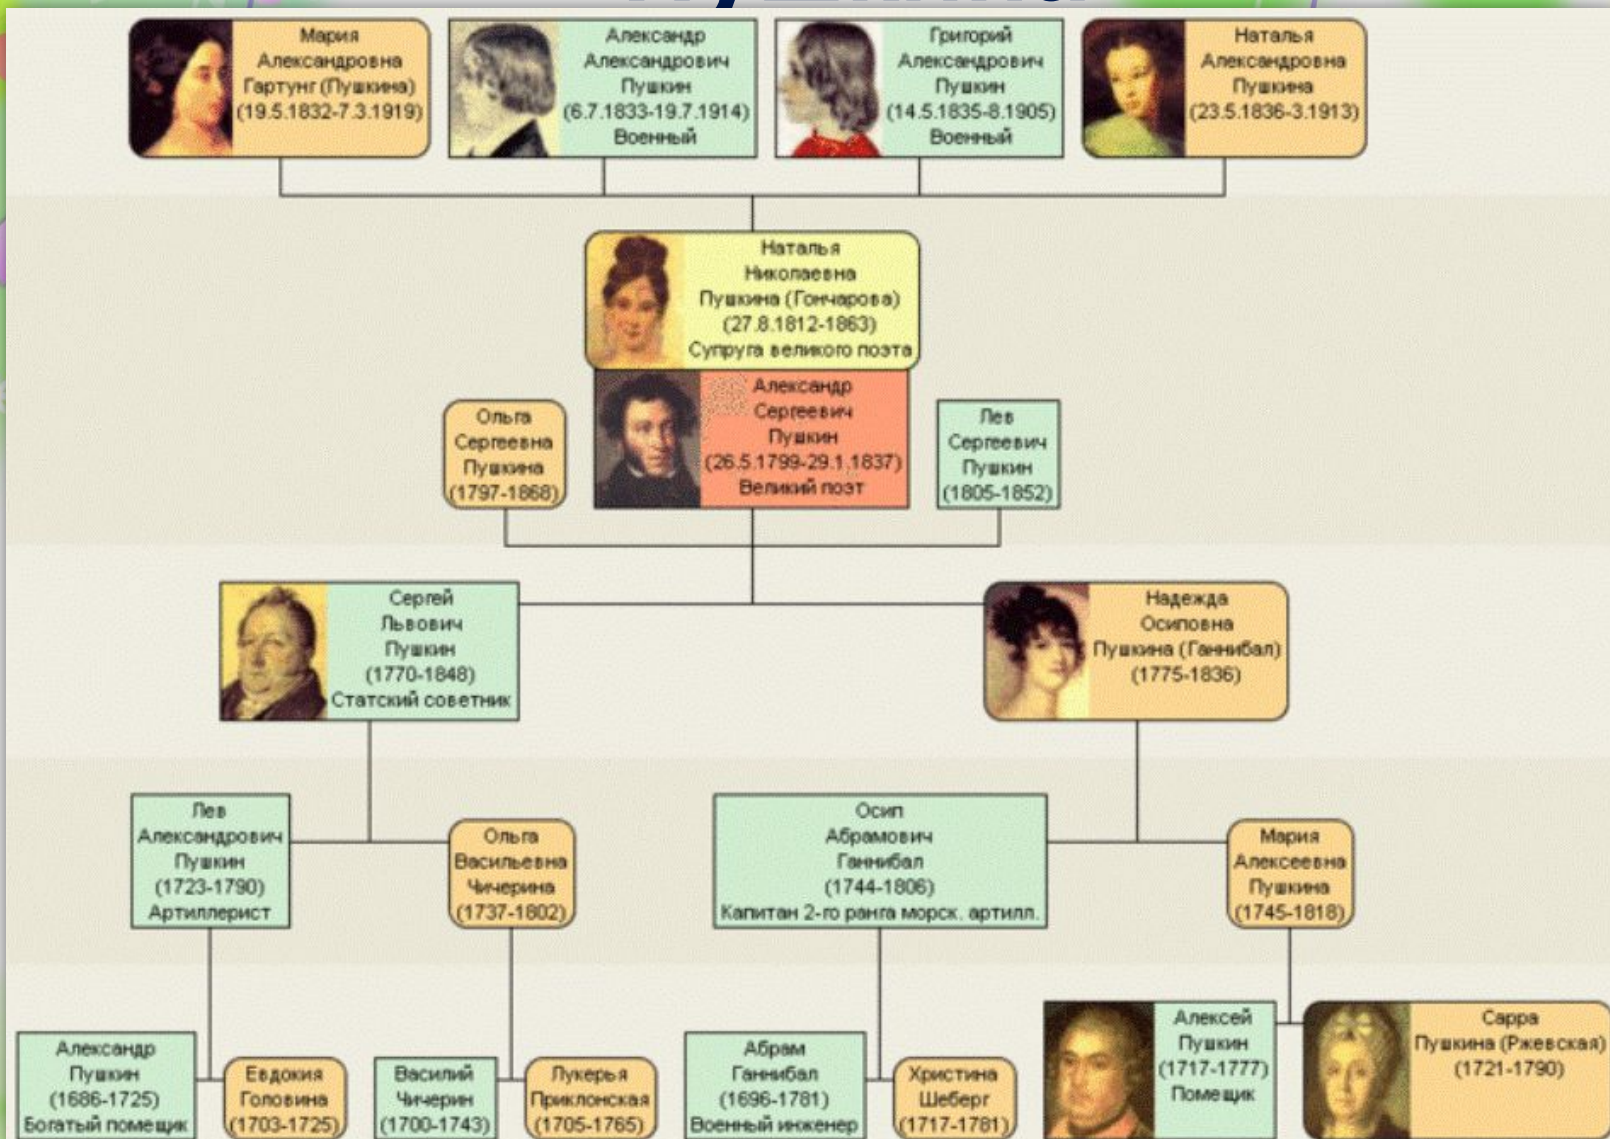 Мария
Александровна
Гартунг (Пушкина)
(19.5.1832-7.3.1919)
Александр
Александрович
Пушкин
(6.7.1833-19.7.1914)
Военный
Григорий
Александрович
Пушкин
(14.5.1835-8.1905)
Военный
Наталья
Александровна
Пушкина
(23.5.1836-3.1913)
Наталья
Николаевна
Пушкина (Гончарова)
(27.8.1812-1863)
Супруга великого поэта
Ольга
Сергеевна
Пушкина
(1797-1868)
Александр
Сергеевич
Пушкин
(26.5.1799-29.1.1837)
Великий поэт
Лев
Сергеевич
Пушкин
(1805-1852)
Сергей
Львович
Пушкин
(1770-1848)
Статский советник
Надежда
Осиповна
Пушкина (Ганнибал)
(1775-1836)
Лев
Александрович
Пушкин
(1723-1790)
Артиллерист
Ольга
Васильевна
Чичерина
(1737-1802)
Осип
Абрамович
Ганнибал
(1744-1806)
Капитан 2-го ранга морск. артилл.
Мария
Алексеевна
Пушкина
(1745-1818)
Александр
Пушкин
(1686-1725)
Богатый помещик
Евдокия
Головина
(1703-1725)
Василий
Чичерин
(1700-1743)
Лукерья
Приклонская
(1705-1765)
Абрам
Ганнибал
(1696-1781)
Военный инженер
Христина
Шеберг
(1717-1781)
Алексей
Пушкин
(1717-1777)
Помещик
Сарра
Пушкина (Ржевская)
(1721-1790)